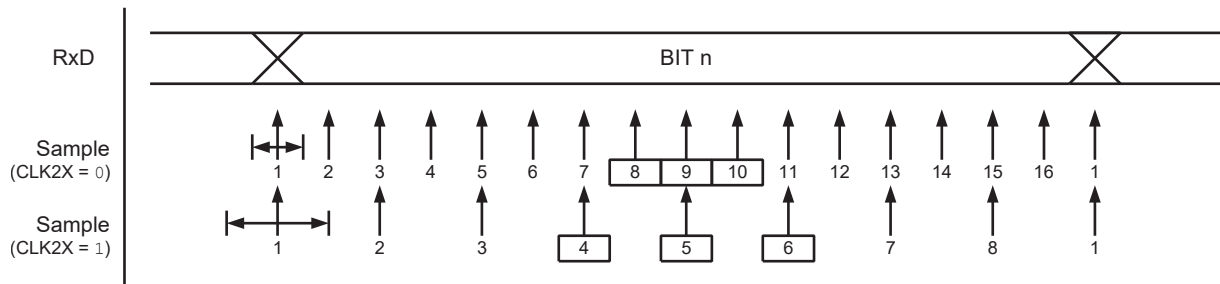 RxD BIT n
Sample
(CLK2X = 0) 1 2 3 4 5 6 7 8 9 10 11 12 13 14 15 16 1
Sample
(CLK2X = 1) 1 2 3 4 5 6 7 8 1